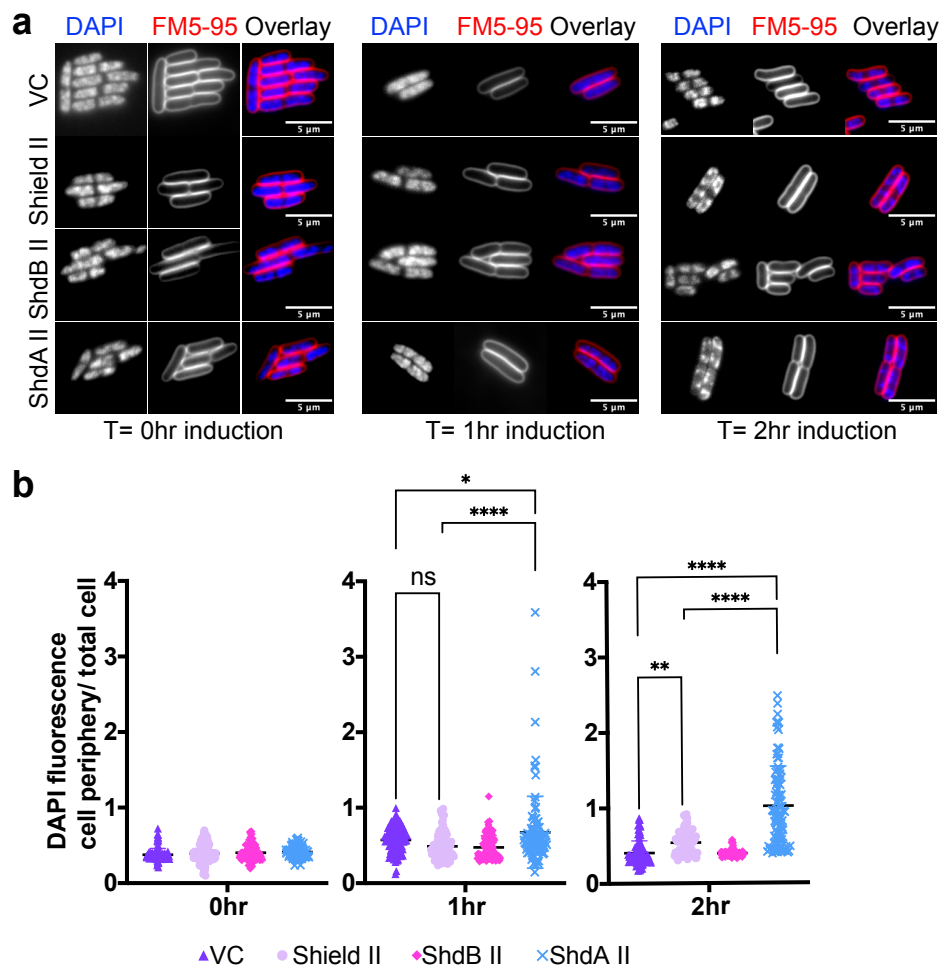 a
DAPI FM5-95 Overlay
DAPI FM5-95 Overlay
DAPI FM5-95 Overlay
VC
5 µm
5 µm
5 µm
Shield II
5 µm
5 µm
5 µm
ShdB II
5 µm
5 µm
5 µm
ShdA II
5 µm
5 µm
5 µm
T= 0hr induction
T= 1hr induction
T= 2hr induction
b
DAPI fluorescence
cell periphery/ total cell
4
3
2
1
0
0hr
*
****
ns
4
3
2
1
0
1hr
****
****
**
4
3
2
1
0
2hr
VC Shield II ShdB II ShdA II